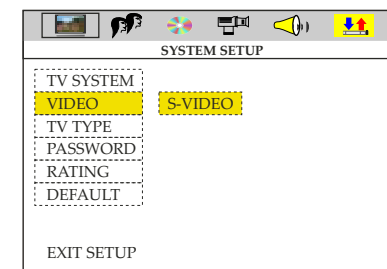 SYSTEM SETUP
TV SYSTEM
VIDEO S-VIDEO
TV TYPE
PASSWORD
RATING
DEFAULT
EXIT SETUP